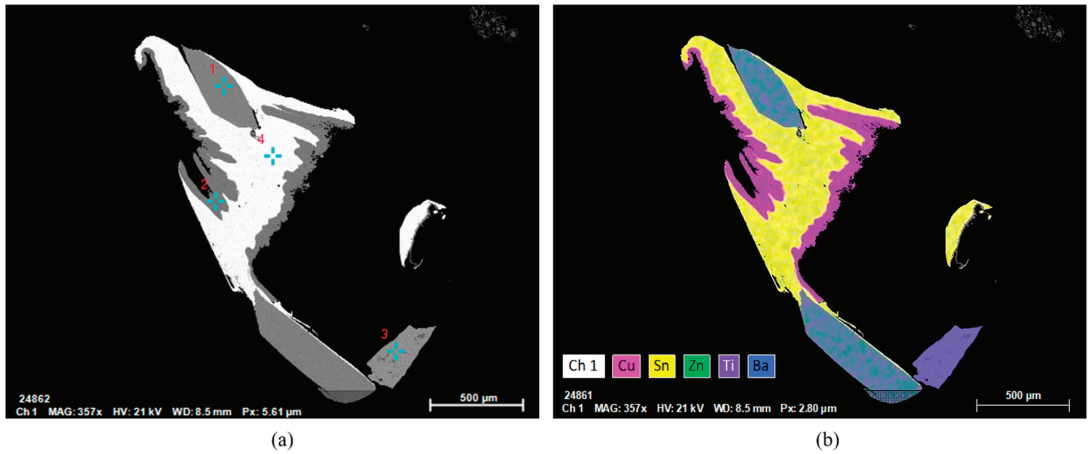 1
4
2
3
24862
Ch 1 MAG: 357x HV: 21 kV WD: 8.5 mm Px: 5.61 µm
500 µm
(a)
Ch 1 Cu Sn Zn Ti Ba
24861
Ch 1 MAG: 357x HV: 21 kV WD: 8.5 mm Px: 2.80 µm
500 µm
(b)